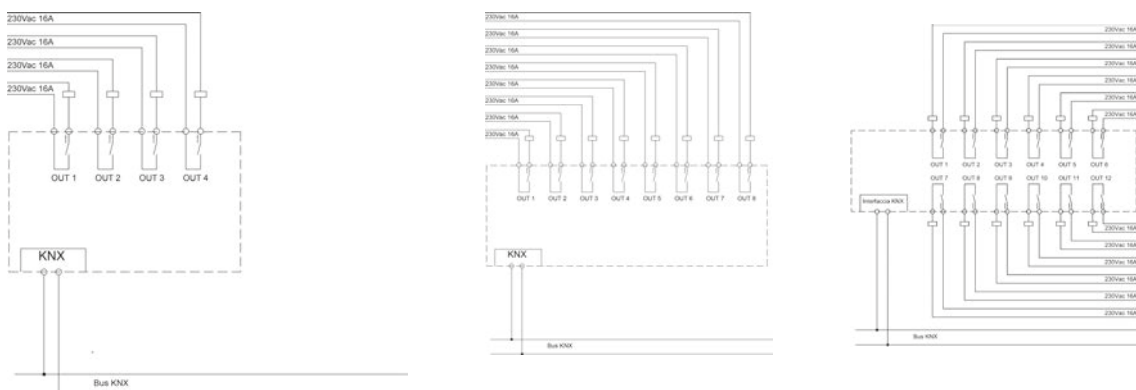 230Vac 16A
230Vac 16A
230Vac 16A
230Vac 16A
OUT 1 OUT 2 OUT 3 OUT 4
KNX
Bus KNX
230Vac 16A
230Vac 16A
230Vac 16A
230Vac 16A
230Vac 16A
230Vac 16A
230Vac 16A
230Vac 16A
OUT 1 OUT 2 OUT 3 OUT 4 OUT 5 OUT 6 OUT 7 OUT 8
KNX
Bus KNX
230Vac 16A
230Vac 16A
230Vac 16A
230Vac 16A
230Vac 16A
230Vac 16A
OUT 1 OUT 2 OUT 3 OUT 4 OUT 5 OUT 6
OUT 7 OUT 8 OUT 9 OUT 10 OUT 11 OUT 12
Interfaccia KNX
230Vac 16A
230Vac 16A
230Vac 16A
230Vac 16A
230Vac 16A
230Vac 16A
Bus KNX